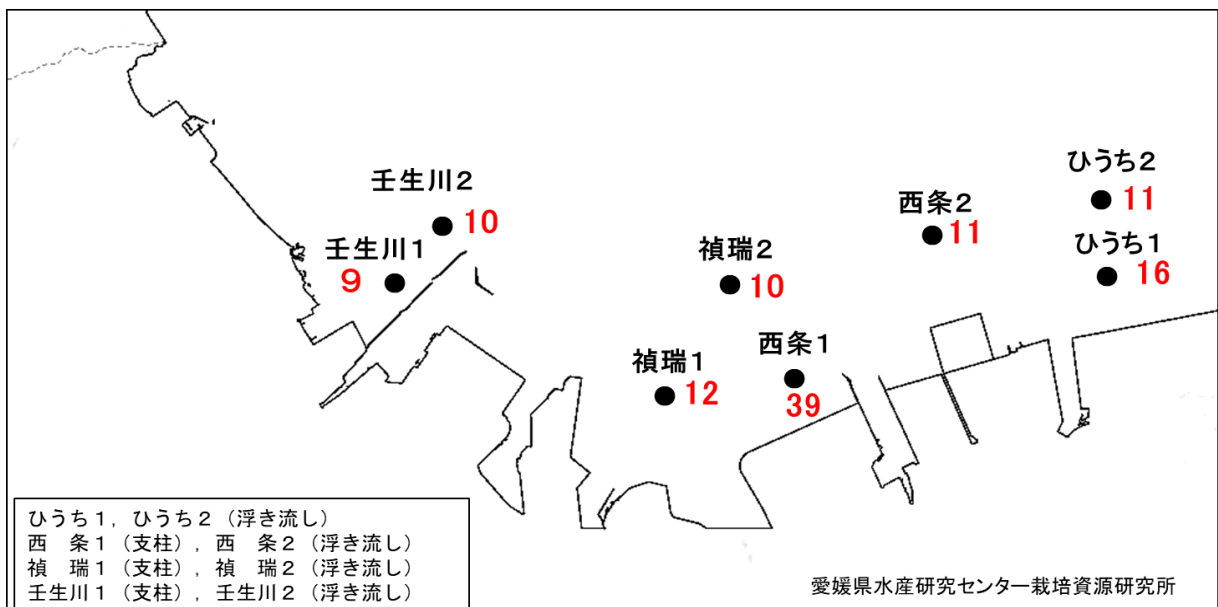 ひうち２
11
壬生川２
10
西条２
11
ひうち１
16
壬生川１
9
禎瑞２
10
西条１
39
禎瑞１
12
ひうち１，ひうち２（浮き流し）
西　条１（支柱），西　条２（浮き流し）
禎　瑞１（支柱），禎　瑞２（浮き流し）
壬生川１（支柱），壬生川２（浮き流し）
愛媛県水産研究センター栽培資源研究所